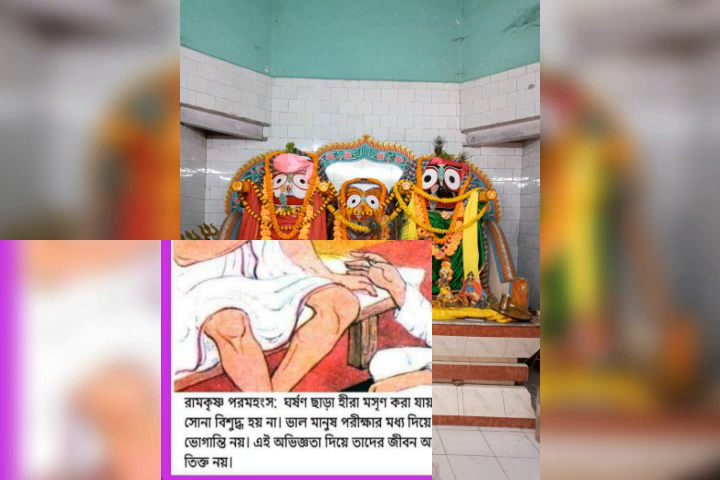 রামকৃষ্ণ পরমহংস: ঘর্ষণ ছাড়া হীরা মসৃণ করা যায়
সোনা বিশুদ্ধ হয় না। ভাল মানুষ পরীক্ষার মধ্য দিয়ে
ভোগান্তি নয়। এই অভিজ্ঞতা দিয়ে তাদের জীবন
তিক্ত নয়।